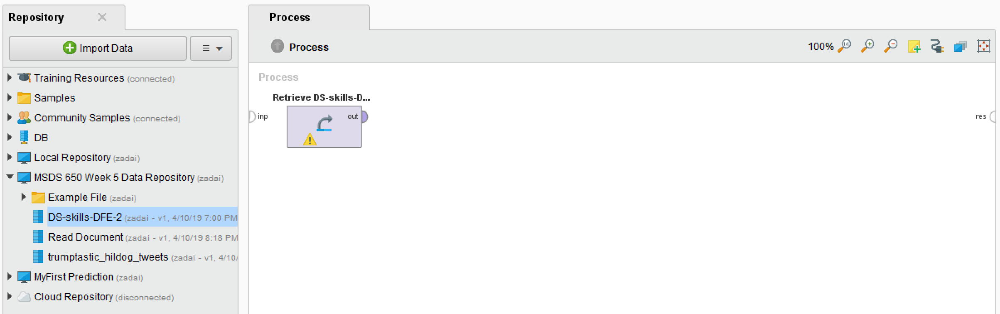 Repository
Import Data
Training Resources (connected)
Samples
Community Samples (connected)
DB
Local Repository (zadai)
MSDS 650 Week 5 Data Repository (zadai)
Example File (zadai)
DS-skills-DFE-2 (zadai - v1, 4/10/19 7:00 PM
Read Document (zadai - v1, 4/10/19 8:18 PM
trumptastic_hildog_tweets (zadai - v1, 4/10/
MyFirst Prediction (zadai)
Cloud Repository (disconnected)
Process
Process
100%
Process
Retrieve DS-skills-D...
inp
out
res